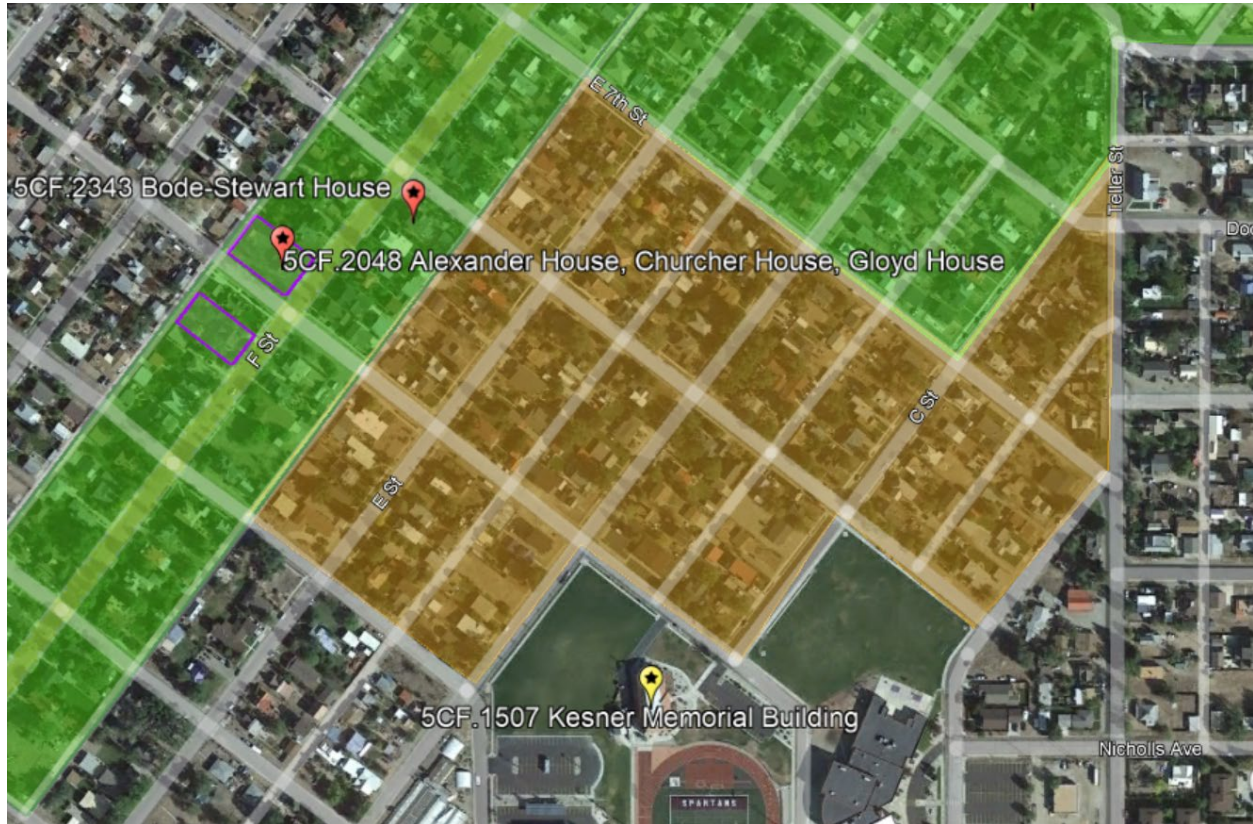 E 7th St
Teller St
5CF.2343 Bode-Stewart House
5CF.2048 Alexander House, Churcher House, Gloyd House
F St
C St
E St
5CF.1507 Kesner Memorial Building
Nicholls Ave
SPARTANS